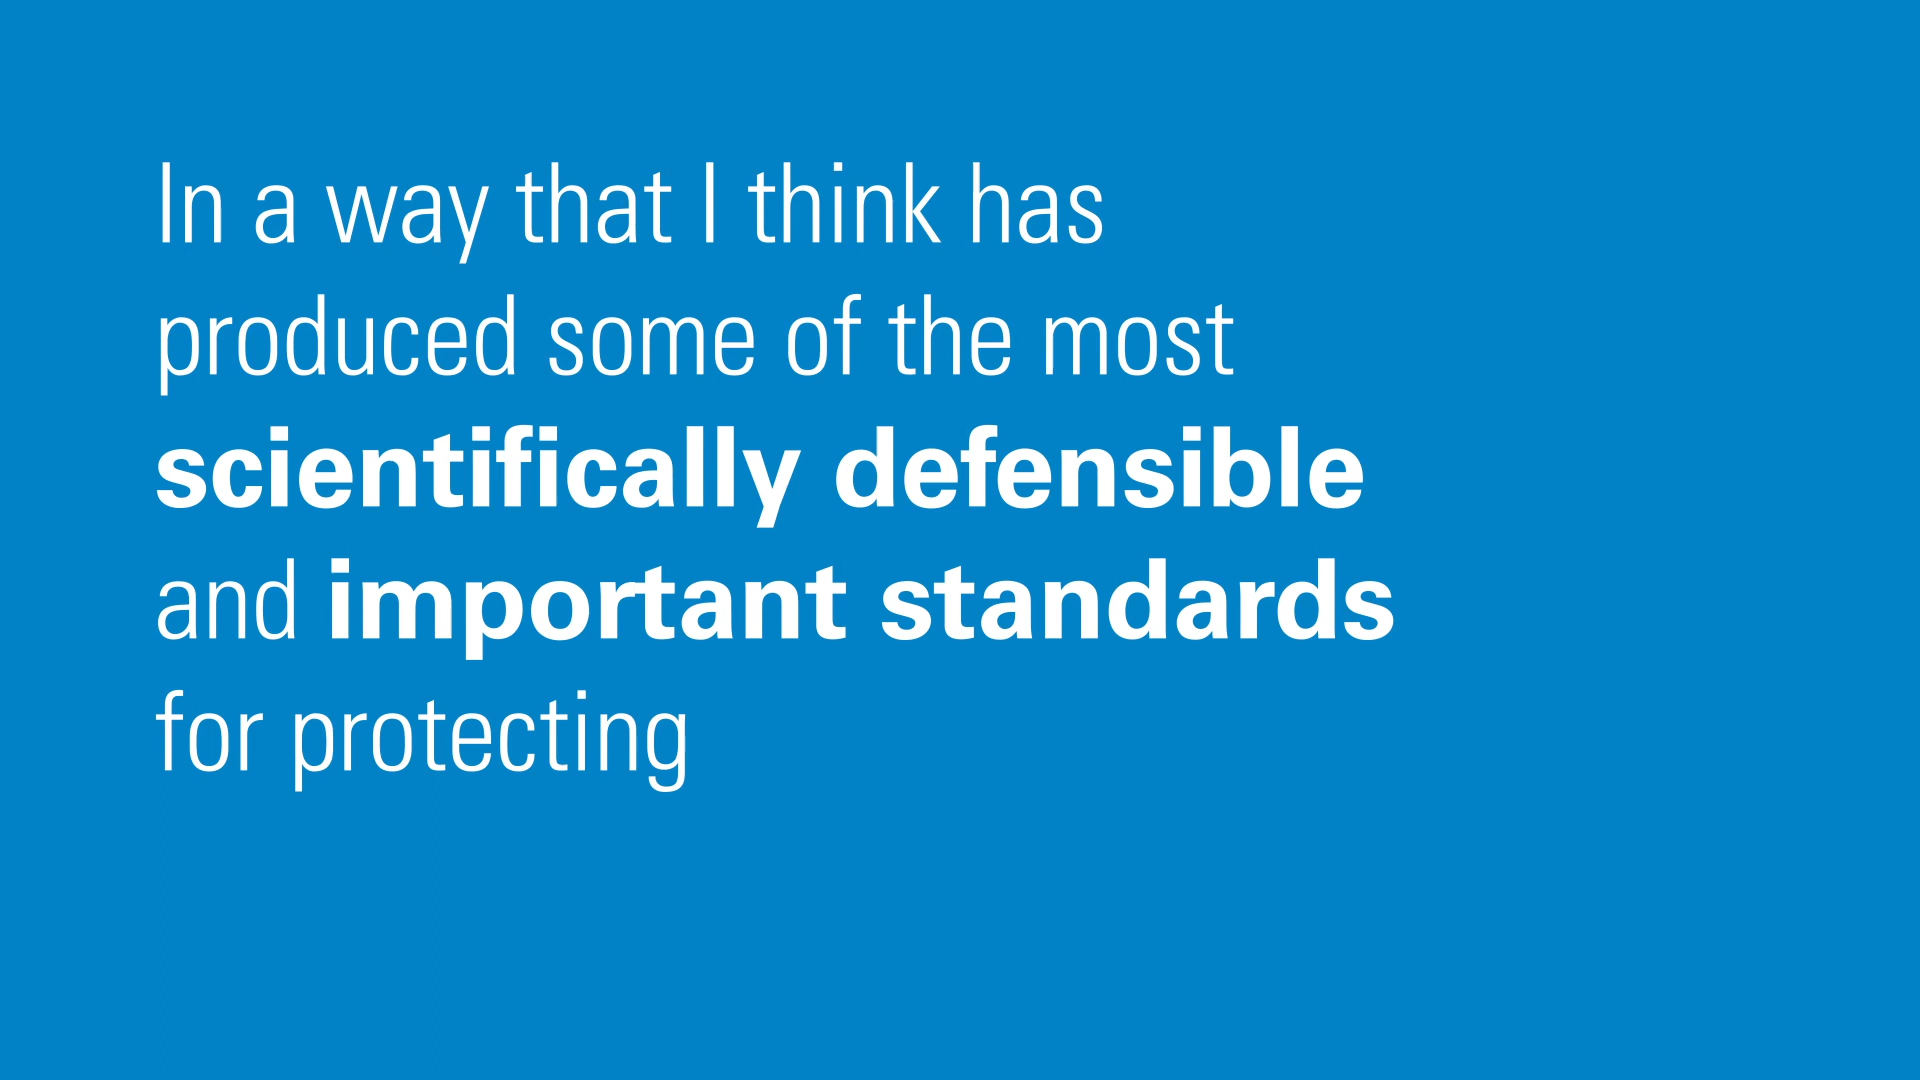 In a way that I think has
produced some of the most
scientifically defensible
and important standards
for protecting